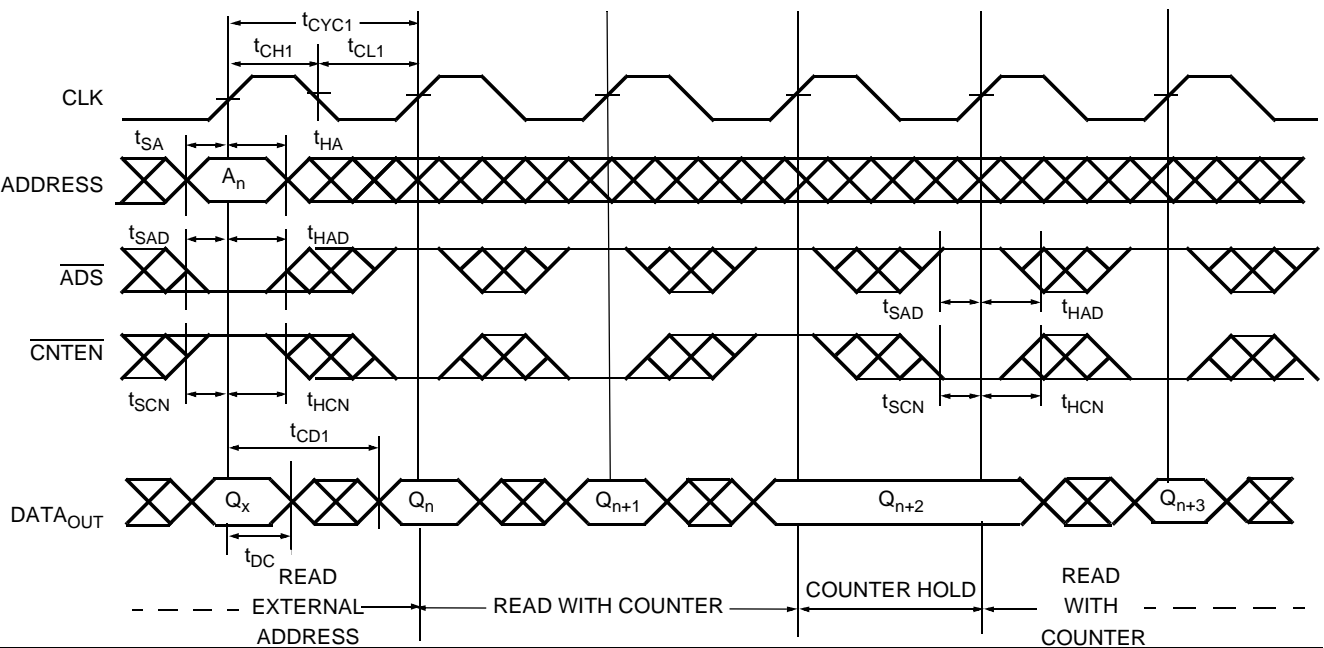 tCYC1
tCH1 tCL1
CLK
tSA tHA
ADDRESS An
tSAD tHAD
ADS
tSAD tHAD
CNTEN
tSCN tHCN tSCN tHCN
tCD1
DATAOUT Qx Qn Qn+1 Qn+2 Qn+3
tDC
READ
EXTERNAL
ADDRESS
READ WITH COUNTER
COUNTER HOLD
READ
WITH
COUNTER